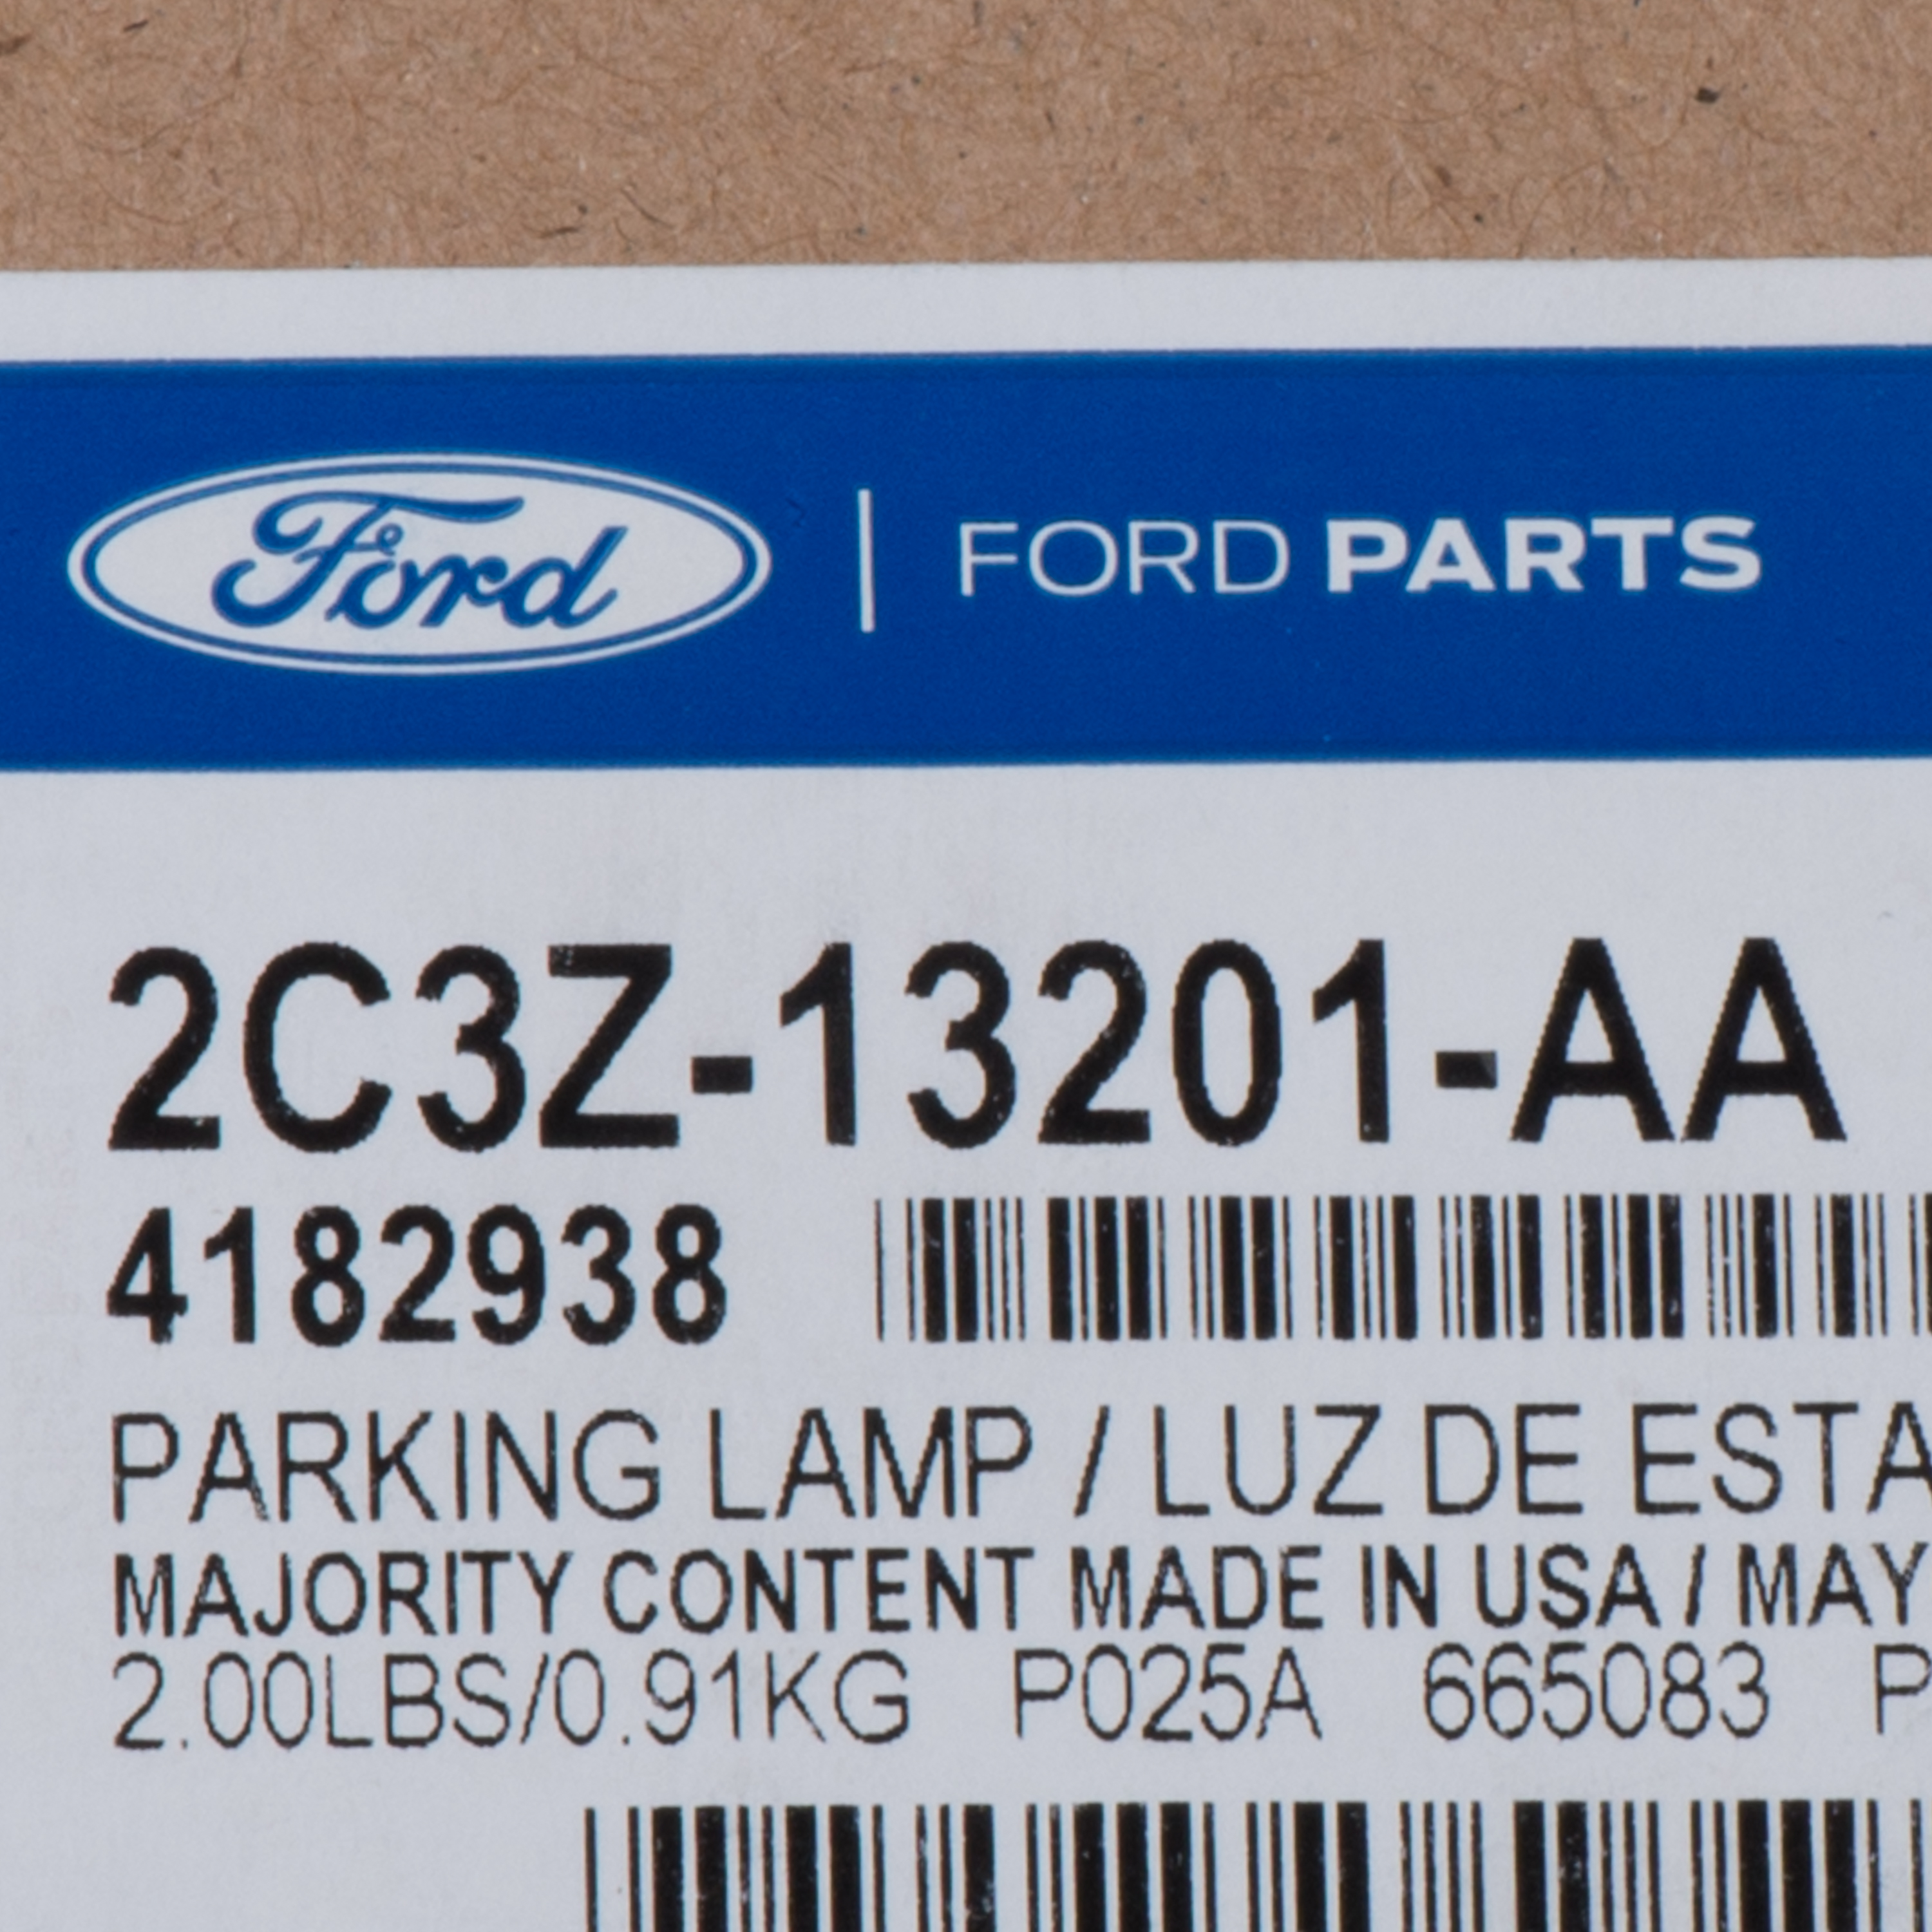 Ford | FORD PARTS
2C3Z-13201-AA
4182938
PARKING LAMP / LUZ DE ESTA
MAJORITY CONTENT MADE IN USA / MAY
2.00LBS/0.91KG P025A 665083 P